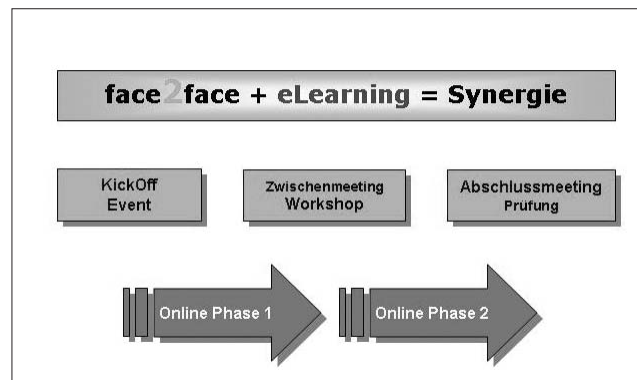 face2face + eLearning = Synergie
KickOff
Event
Zwischenmeeting
Workshop
Abschlussmeeting
Prüfung
Online Phase 1
Online Phase 2